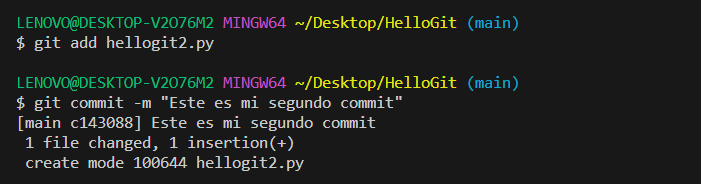 LENOVO@DESKTOP-V2O76M2 MINGW64 ~/Desktop/HelloGit (main)
$ git add hellogit2.py
LENOVO@DESKTOP-V2O76M2 MINGW64 ~/Desktop/HelloGit (main)
$ git commit -m "Este es mi segundo commit"
[main c143088] Este es mi segundo commit
 1 file changed, 1 insertion(+)
 create mode 100644 hellogit2.py